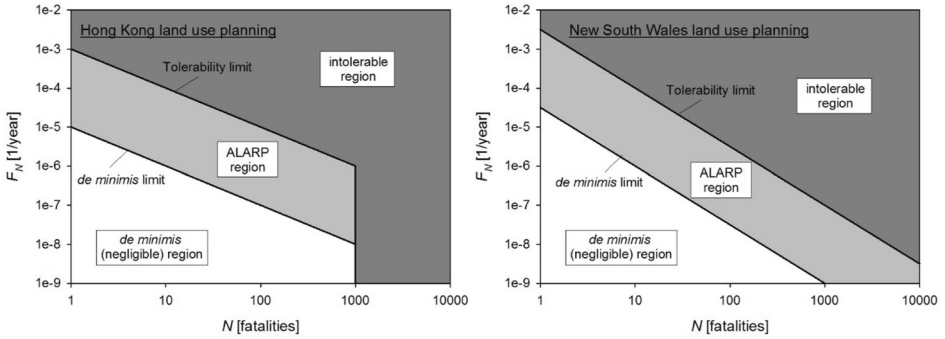 Hong Kong land use planning
1e-2
1e-3
1e-4
1e-5
1e-6
1e-7
1e-8
1e-9
F_N [1/year]
intolerable
region
Tolerability limit
ALARP
region
de minimis limit
de minimis
(negligible) region
1
10
100
1000
10000
N [fatalities]
New South Wales land use planning
1e-2
1e-3
1e-4
1e-5
1e-6
1e-7
1e-8
1e-9
F_N [1/year]
intolerable
region
Tolerability limit
ALARP
region
de minimis limit
de minimis
(negligible) region
1
10
100
1000
10000
N [fatalities]